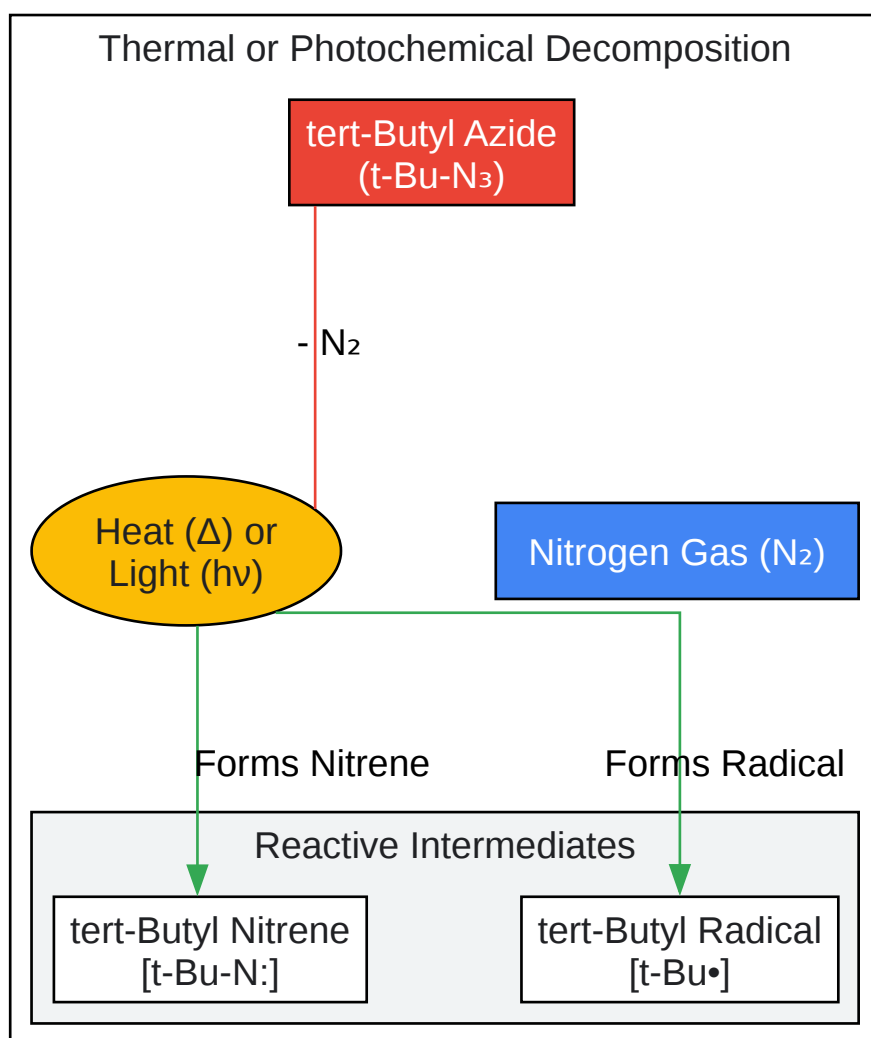 Thermal or Photochemical Decomposition
tert-Butyl Azide
(t-Bu-N₃)
- N₂
Heat (Δ) or
Light (hν)
Nitrogen Gas (N₂)
Forms Nitrene
Forms Radical
Reactive Intermediates
tert-Butyl Nitrene
[t-Bu-N:]
tert-Butyl Radical
[t-Bu•]